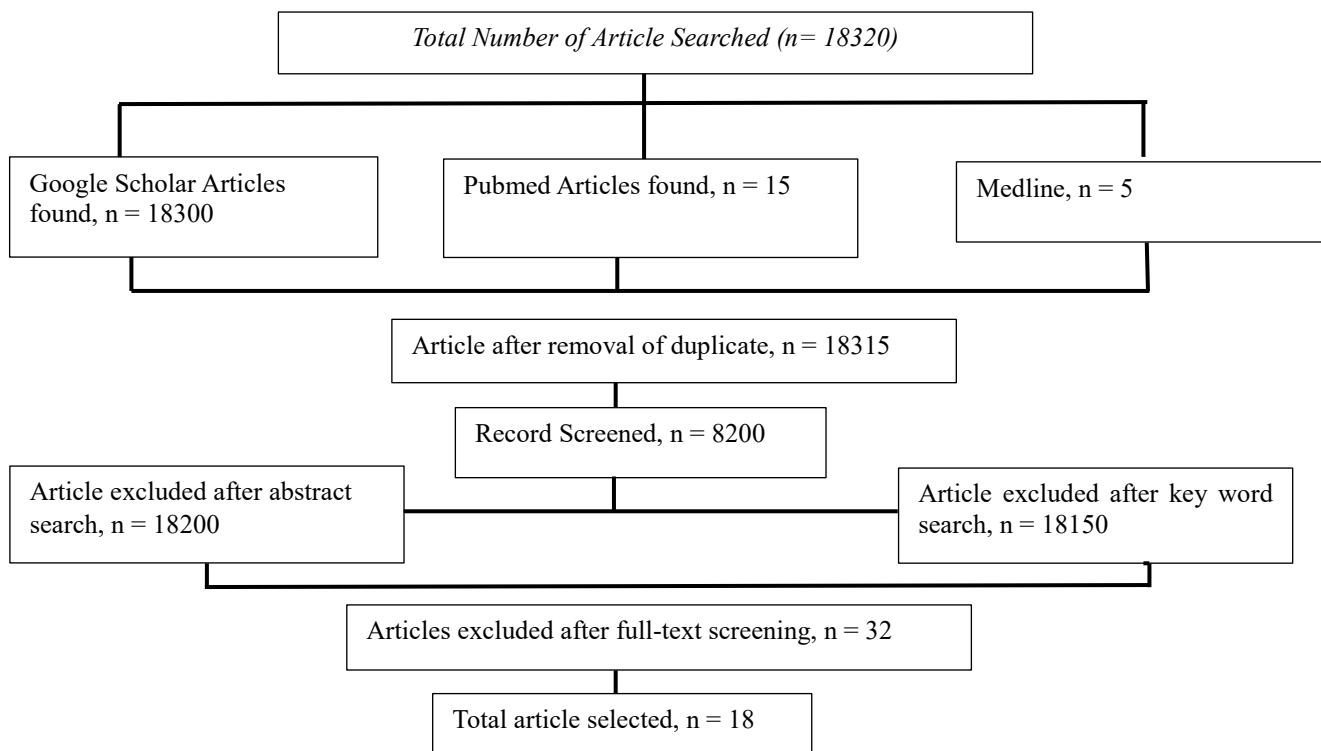 Total Number of Article Searched (n= 18320)
Google Scholar Articles
found, n = 18300
Pubmed Articles found, n = 15
Medline, n = 5
Article after removal of duplicate, n = 18315
Record Screened, n = 8200
Article excluded after abstract
search, n = 18200
Article excluded after key word
search, n = 18150
Articles excluded after full-text screening, n = 32
Total article selected, n = 18